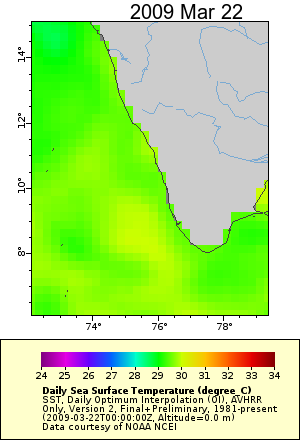 2009 Mar 22
14°
12°
10°
8°
74°
76°
78°
24 25 26 27 28 29 30 31 32 33 34
Daily Sea Surface Temperature (degree_C)
SST, Daily Optimum Interpolation (OI), AVHRR
Only, Version 2, Final+Preliminary, 1981-present
(2009-03-22T00:00:00Z, Altitude=0.0 m)
Data courtesy of NOAA NCEI